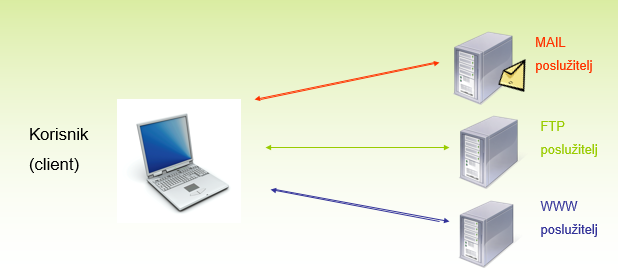 Korisnik
(client)
MAIL
poslužitelj
FTP
poslužitelj
WWW
poslužitelj